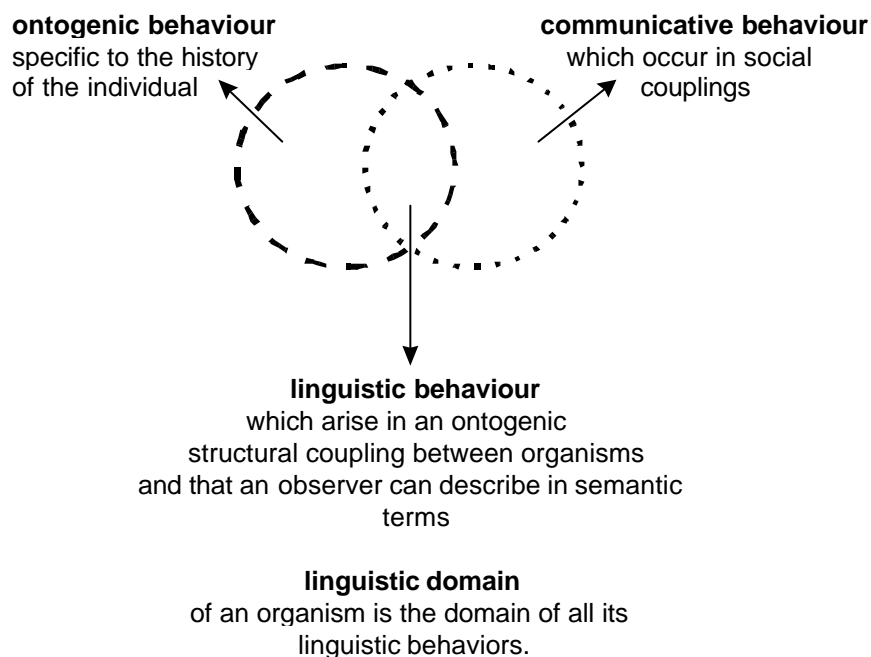 ontogenic behaviour
specific to the history
of the individual
communicative behaviour
which occur in social
couplings
linguistic behaviour
which arise in an ontogenic
structural coupling between organisms
and that an observer can describe in semantic
terms
linguistic domain
of an organism is the domain of all its
linguistic behaviors.